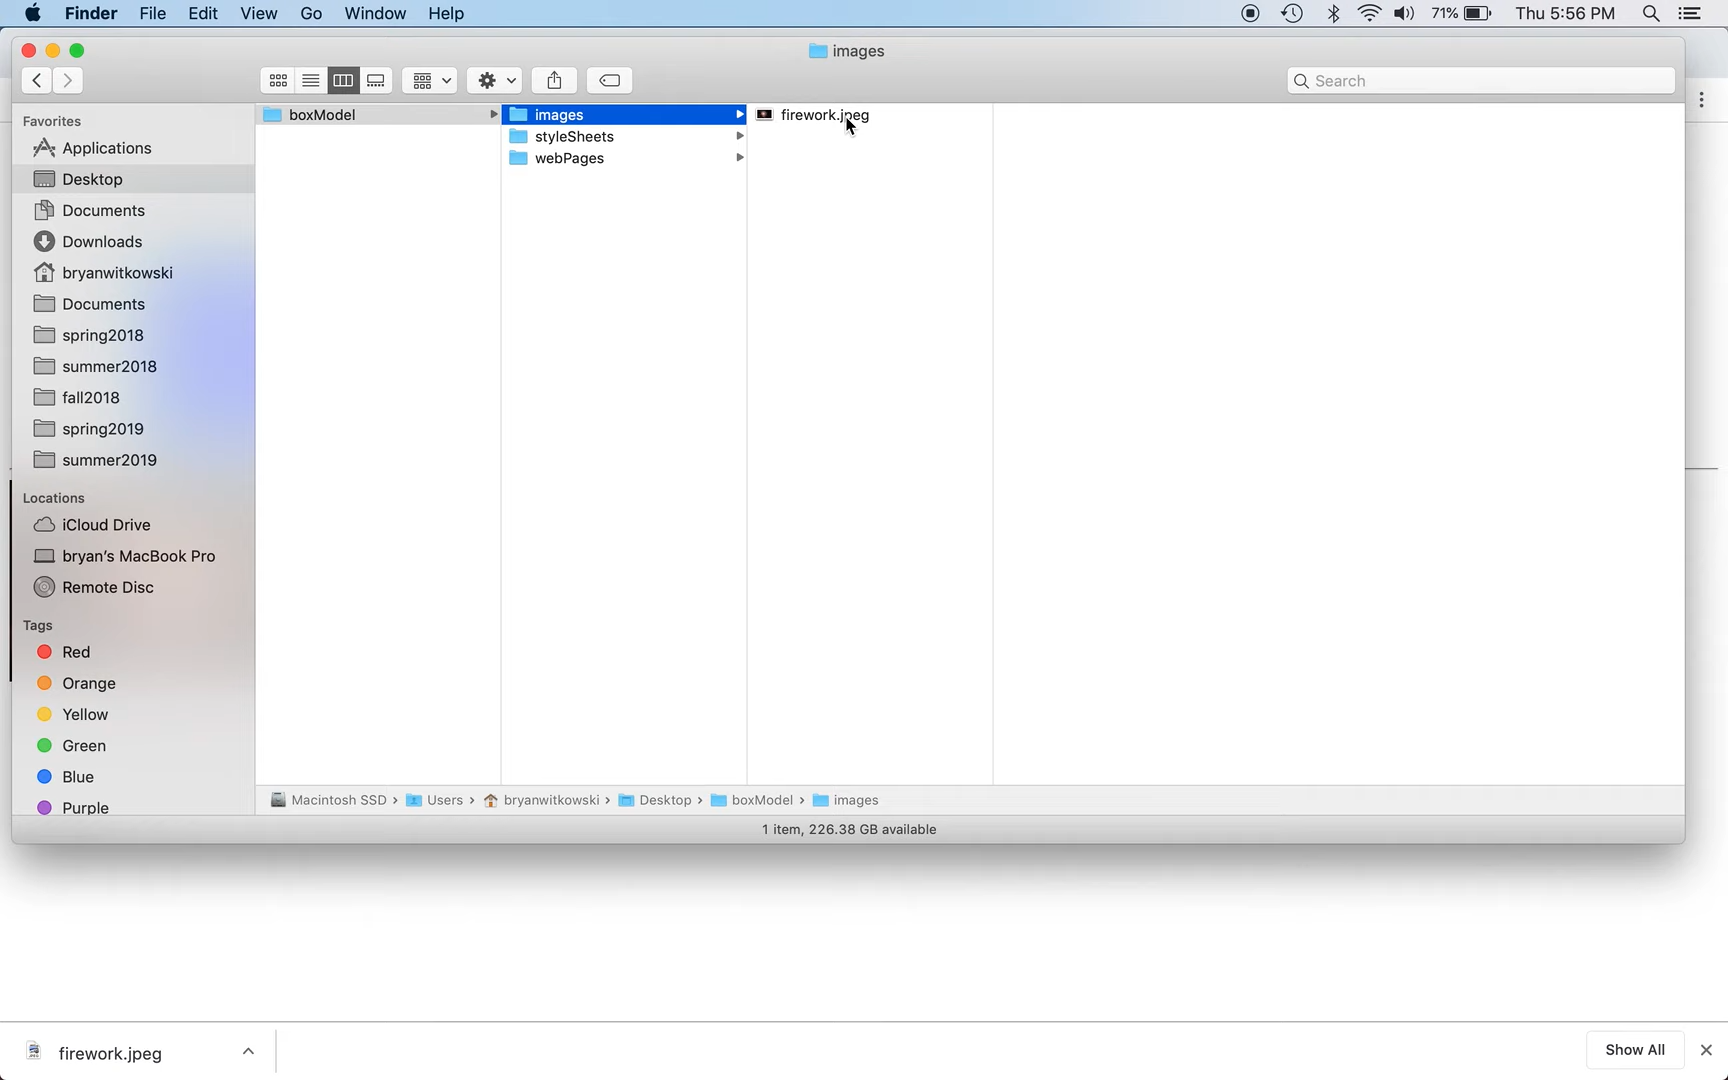 Finder File Edit View Go Window Help 71% Thu 5:56 PM
images
Search
Favorites
Applications
Desktop
Documents
Downloads
bryanwitkowski
Documents
spring2018
summer2018
fall2018
spring2019
summer2019
Locations
iCloud Drive
bryan's MacBook Pro
Remote Disc
Tags
Red
Orange
Yellow
Green
Blue
Purple
boxModel
images
styleSheets
webPages
firework.jpeg
Macintosh SSD › Users › bryanwitkowski › Desktop › boxModel › images
1 item, 226.38 GB available
firework.jpeg
Show All